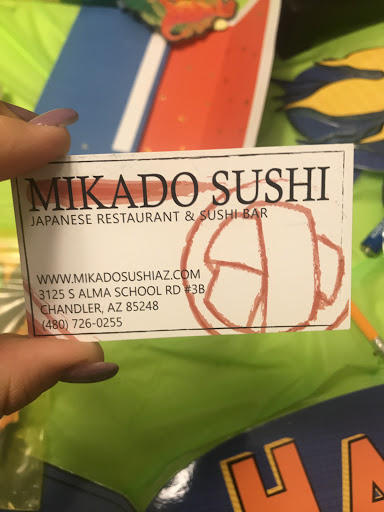 MIKADO SUSHI
JAPANESE RESTAURANT & SUSHI BAR
WWW.MIKADOSUSHIAZ.COM
3125 S ALMA SCHOOL RD #3B
CHANDLER, AZ 85248
(480) 726-0255
HA